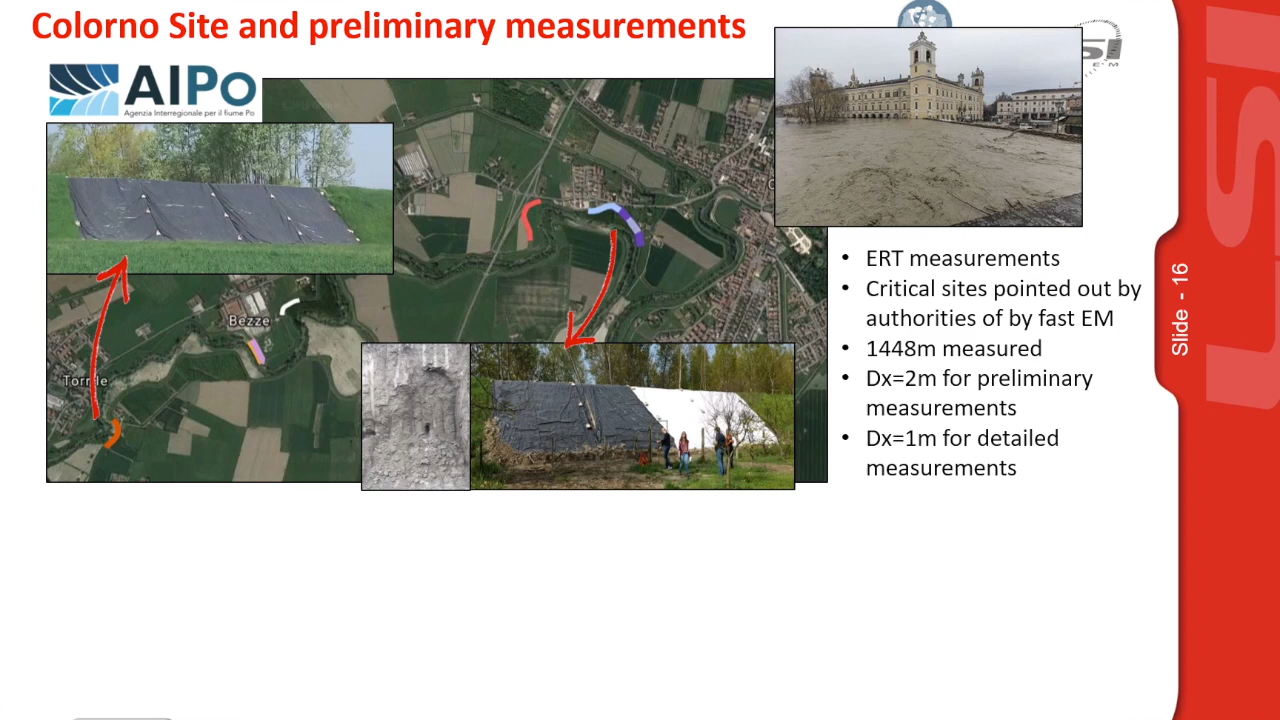 Colorno Site and preliminary measurements
AIPo
Agenzia Interregionale per il fiume Po
Bezze
Torrile
• ERT measurements
• Critical sites pointed out by
authorities of by fast EM
• 1448m measured
• Dx=2m for preliminary
measurements
• Dx=1m for detailed
measurements
Slide - 16